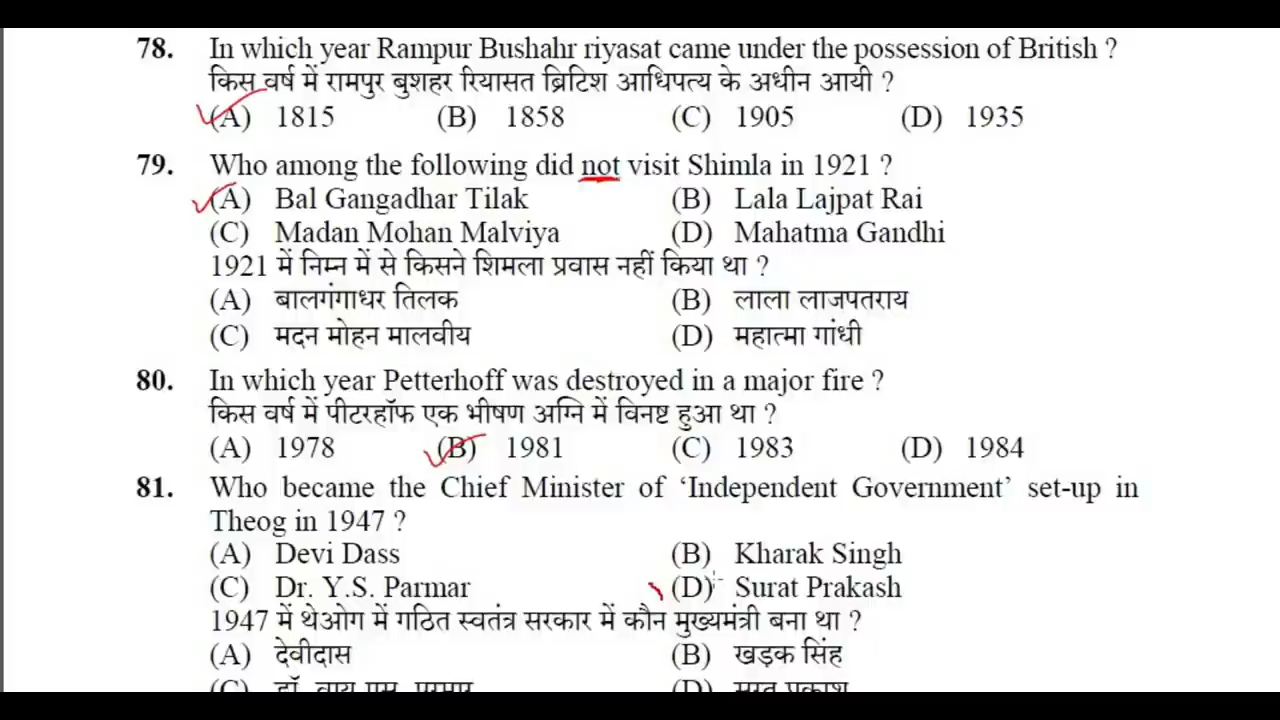 78. In which year Rampur Bushahr riyasat came under the possession of British ?
किस वर्ष में रामपुर बुशहर रियासत ब्रिटिश आधिपत्य के अधीन आयी ?
(A) 1815 (B) 1858 (C) 1905 (D) 1935
79. Who among the following did not visit Shimla in 1921 ?
(A) Bal Gangadhar Tilak (B) Lala Lajpat Rai
(C) Madan Mohan Malviya (D) Mahatma Gandhi
1921 में निम्न में से किसने शिमला प्रवास नहीं किया था ?
(A) बालगंगाधर तिलक (B) लाला लाजपतराय
(C) मदन मोहन मालवीय (D) महात्मा गांधी
80. In which year Petterhoff was destroyed in a major fire ?
किस वर्ष में पीटरहॉफ एक भीषण अग्नि में विनष्ट हुआ था ?
(A) 1978 (B) 1981 (C) 1983 (D) 1984
81. Who became the Chief Minister of ‘Independent Government’ set-up in
Theog in 1947 ?
(A) Devi Dass (B) Kharak Singh
(C) Dr. Y.S. Parmar (D) Surat Prakash
1947 में थेओग में गठित स्वतंत्र सरकार में कौन मुख्यमंत्री बना था ?
(A) देवीदास (B) खड़क सिंह
(C) डॉ. वाय.एस. परमार (D) सूरत प्रकाश